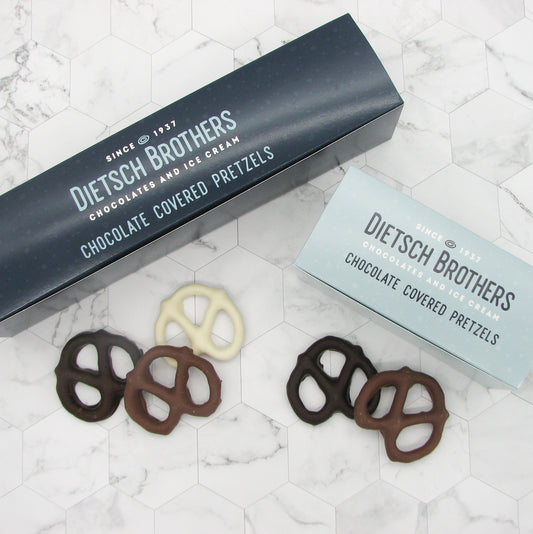 SINCE 1937
DIETSCH BROTHERS
CHOCOLATES AND ICE CREAM
CHOCOLATE COVERED PRETZELS
SINCE 1937
DIETSCH BROTHERS
CHOCOLATES AND ICE CREAM
CHOCOLATE COVERED PRETZELS